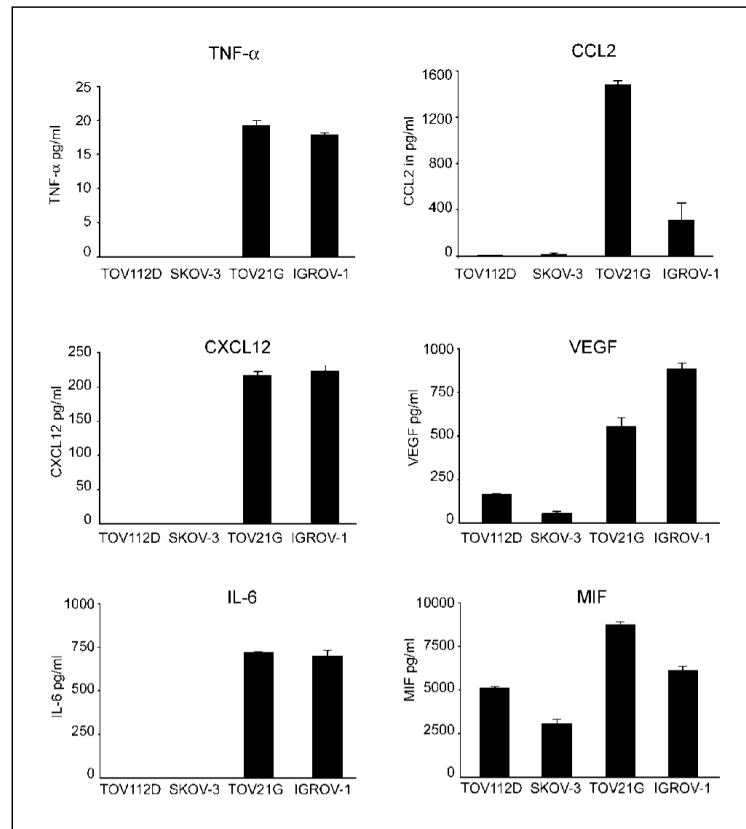 TNF-α
TNF-α pg/ml
25
20
15
10
5
0
TOV112D SKOV-3 TOV21G IGROV-1
CCL2
CCL2 in pg/ml
1600
1200
800
400
0
TOV112D SKOV-3 TOV21G IGROV-1
CXCL12
CXCL12 pg/ml
250
200
150
100
50
0
TOV112D SKOV-3 TOV21G IGROV-1
VEGF
VEGF pg/ml
1000
750
500
250
0
TOV112D SKOV-3 TOV21G IGROV-1
IL-6
IL-6 pg/ml
1000
750
500
250
0
TOV112D SKOV-3 TOV21G IGROV-1
MIF
MIF pg/ml
10000
7500
5000
2500
0
TOV112D SKOV-3 TOV21G IGROV-1